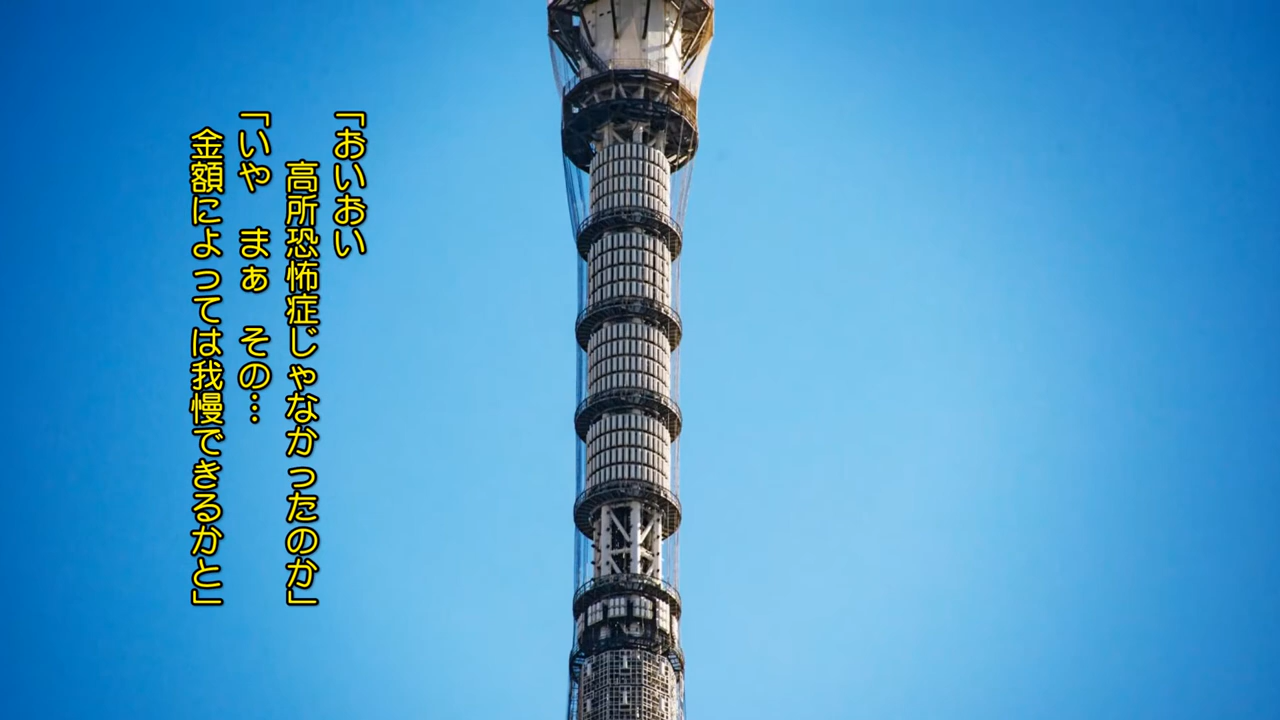 「おいおい
高所恐怖症じゃなかったのか」
「いや　まぁ　その…
金額によっては我慢できるかと」